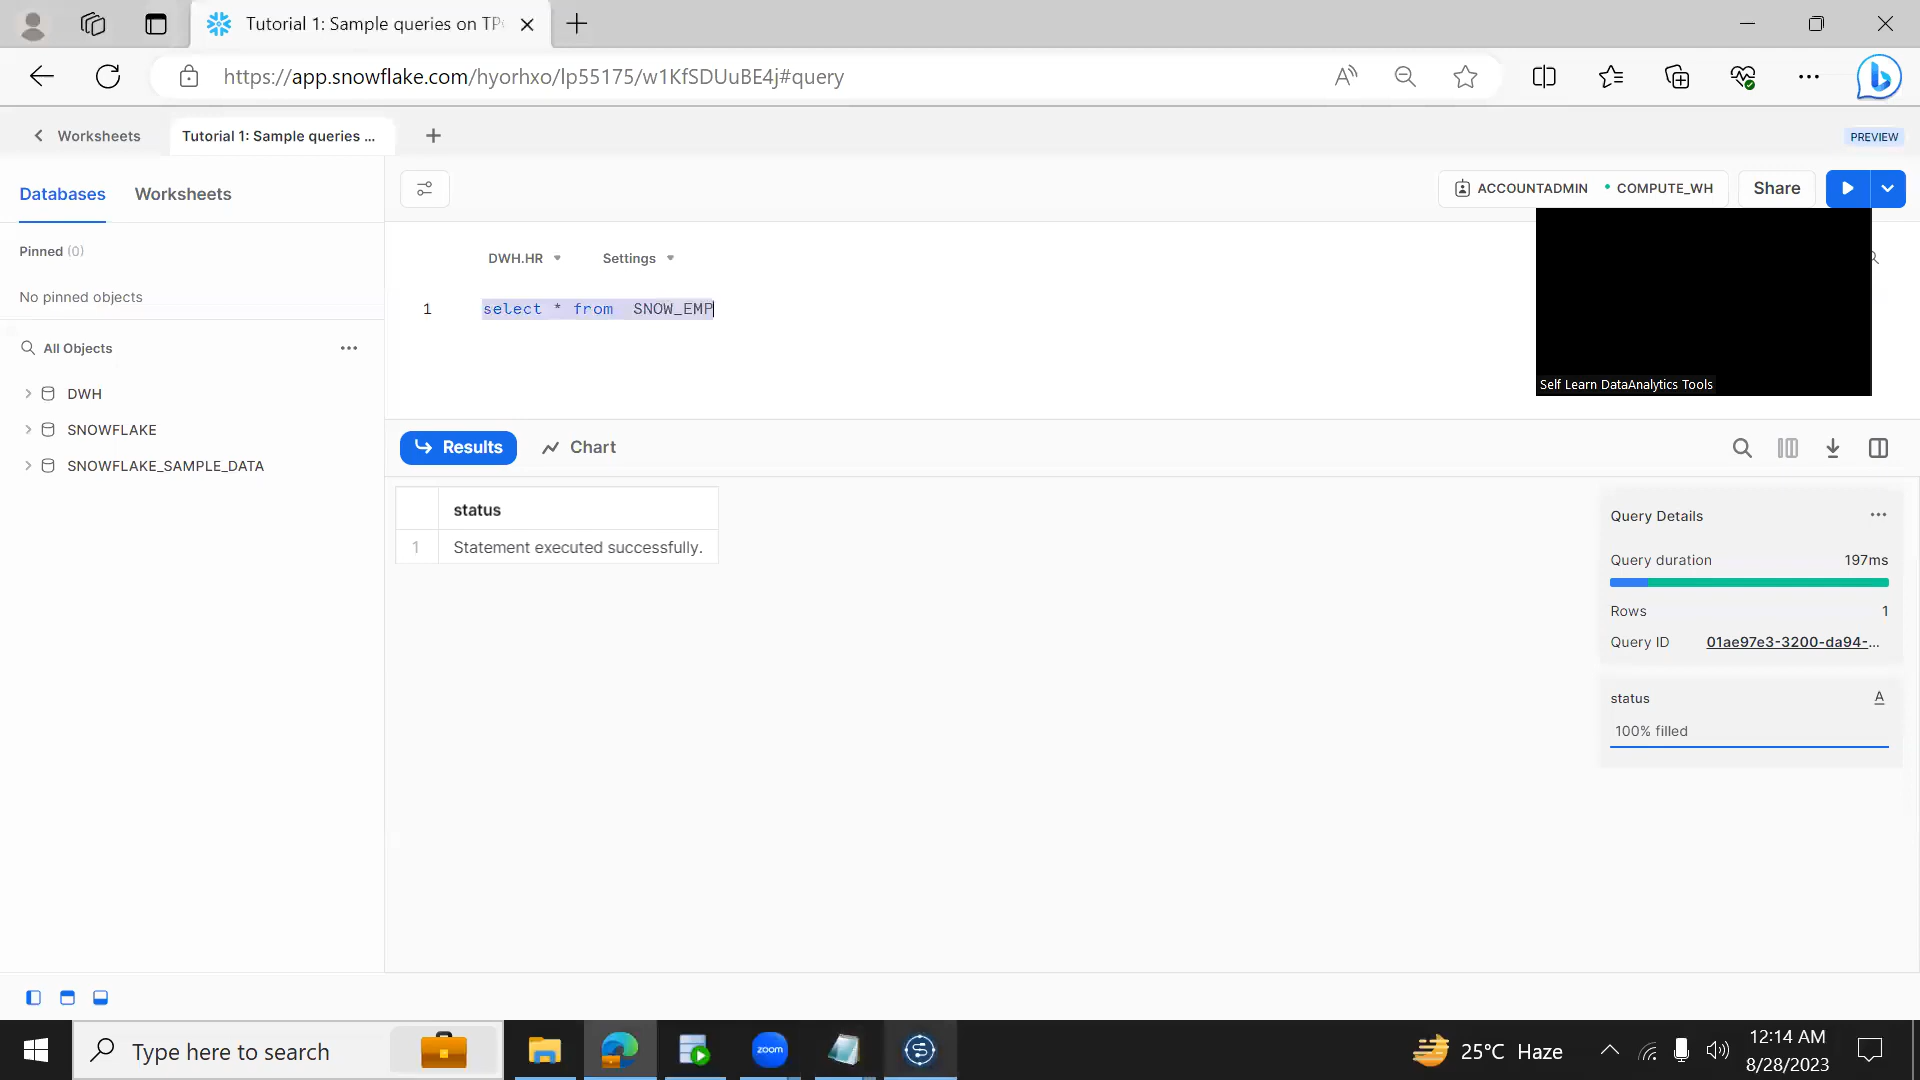 Tutorial 1: Sample queries on TP
https://app.snowflake.com/hyorhxo/lp55175/w1KfSDUuBE4j#query
Worksheets
Tutorial 1: Sample queries ...
PREVIEW
Databases
Worksheets
ACCOUNTADMIN
COMPUTE_WH
Share
Pinned (0)
No pinned objects
DWH.HR
Settings
1
select * from  SNOW_EMP
All Objects
DWH
SNOWFLAKE
SNOWFLAKE_SAMPLE_DATA
Self Learn DataAnalytics Tools
Results
Chart
status
1
Statement executed successfully.
Query Details
Query duration
197ms
Rows
1
Query ID
01ae97e3-3200-da94-...
status
A
100% filled
Type here to search
zoom
25°C Haze
12:14 AM
8/28/2023